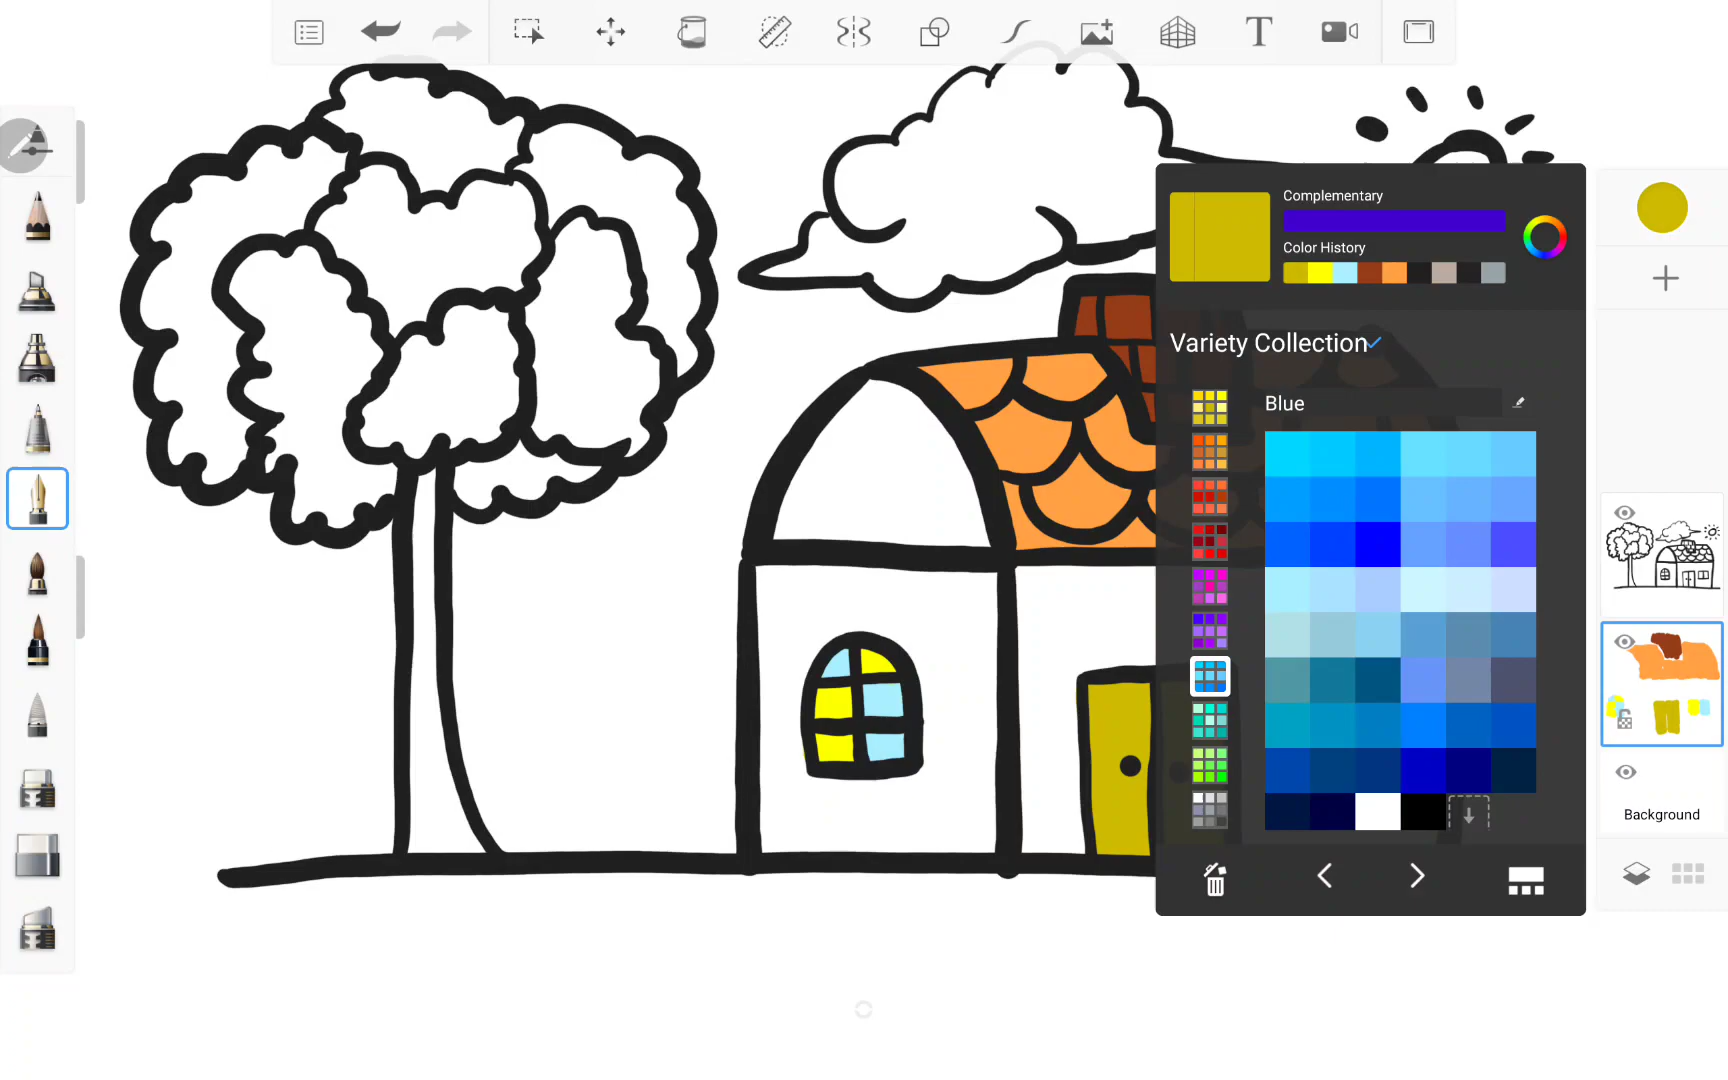 T
Complementary
Color History
Variety Collection
Blue
Background